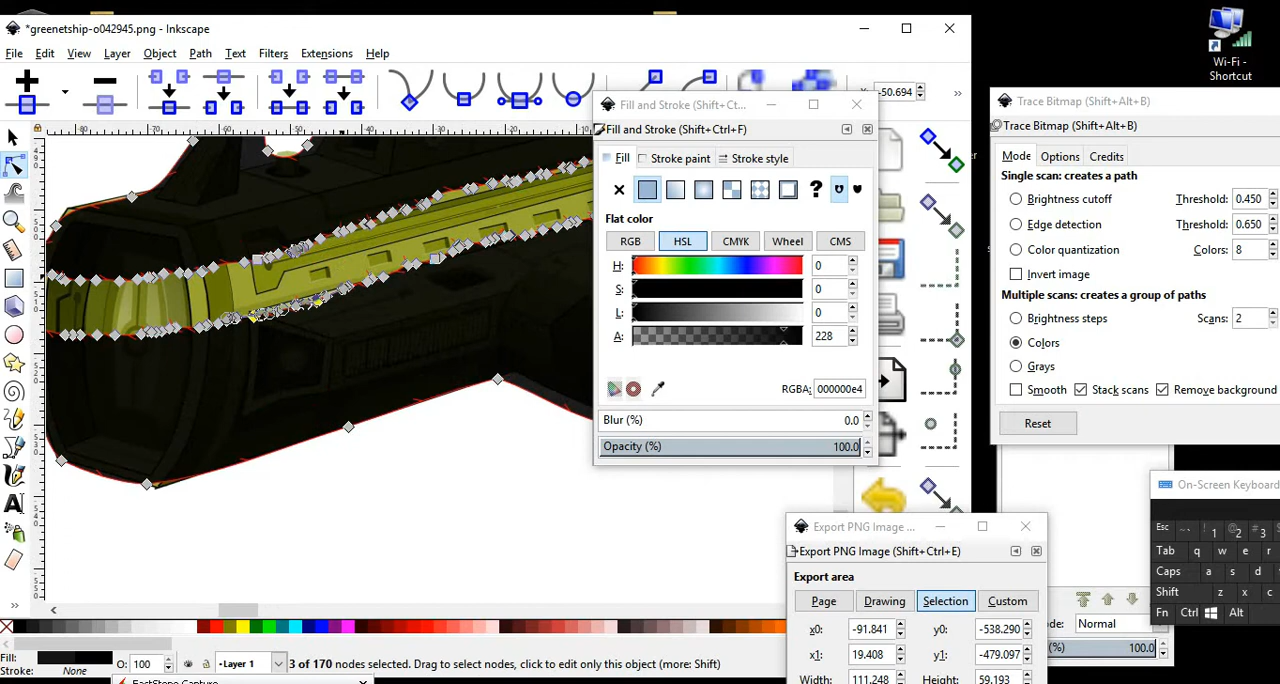 *greenetship-o042945.png - Inkscape
File Edit View Layer Object Path Text Filters Extensions Help
Wi-Fi -
Shortcut
-50.694
Fill and Stroke (Shift+Ct...
Fill and Stroke (Shift+Ctrl+F)
Fill Stroke paint Stroke style
Flat color
RGB HSL CMYK Wheel CMS
H: 0
S: 0
L: 0
A: 228
RGBA: 000000e4
Blur (%) 0.0
Opacity (%) 100.0
Trace Bitmap (Shift+Alt+B)
Trace Bitmap (Shift+Alt+B)
Mode Options Credits
Single scan: creates a path
Brightness cutoff Threshold: 0.450
Edge detection Threshold: 0.650
Color quantization Colors: 8
Invert image
Multiple scans: creates a group of paths
Brightness steps Scans: 2
Colors
Grays
Smooth Stack scans Remove background
Reset
On-Screen Keyboard
Esc ~ ` ! 1 @ 2 # 3
Tab q w e r
Caps a s d
Shift z x c
Fn Ctrl Alt
Export PNG Image ...
Export PNG Image (Shift+Ctrl+E)
Export area
Page Drawing Selection Custom
x0: -91.841 y0: -538.290
x1: 19.408 y1: -479.097
Width: 111.248 Height: 59.193
Normal
100.0
Fill:
Stroke: None
O: 100
Layer 1
3 of 170 nodes selected. Drag to select nodes, click to edit only this object (more: Shift)
FastStone Capture